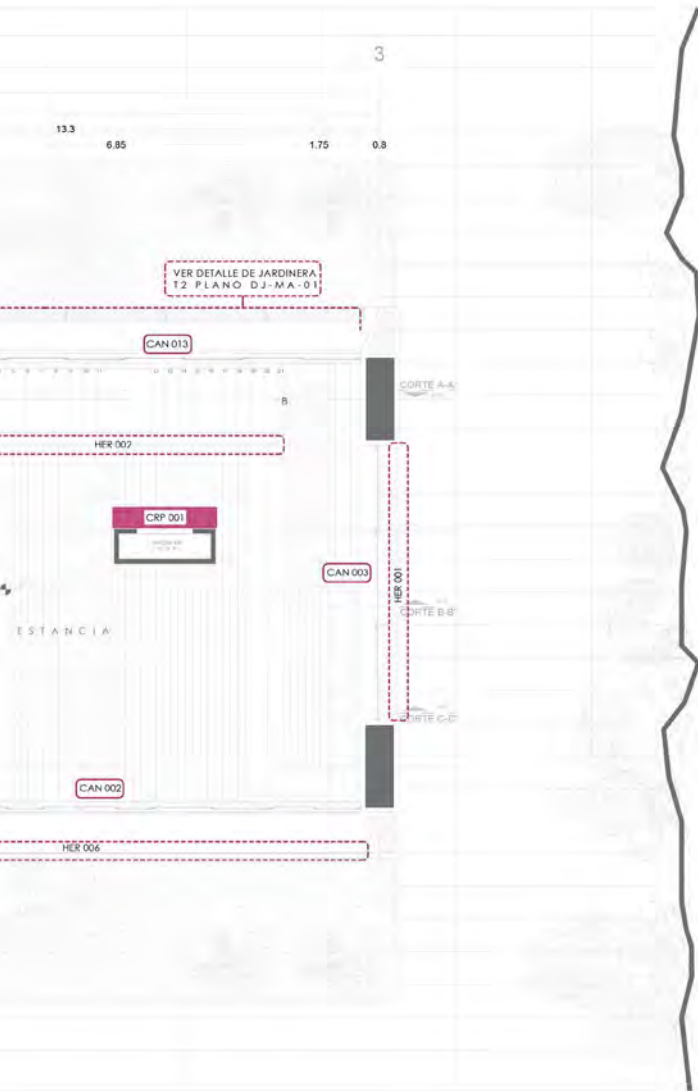 3
13.3
6.85
1.75
0.8
VER DETALLE DE JARDINERA
T2 PLANO DJ-MA-01
CAN 013
CORTE A-A'
B
HER 002
CRP 001
CAN 003
HER 001
CORTE B-B'
ESTANCIA
CORTE C-C'
CAN 002
HER 006